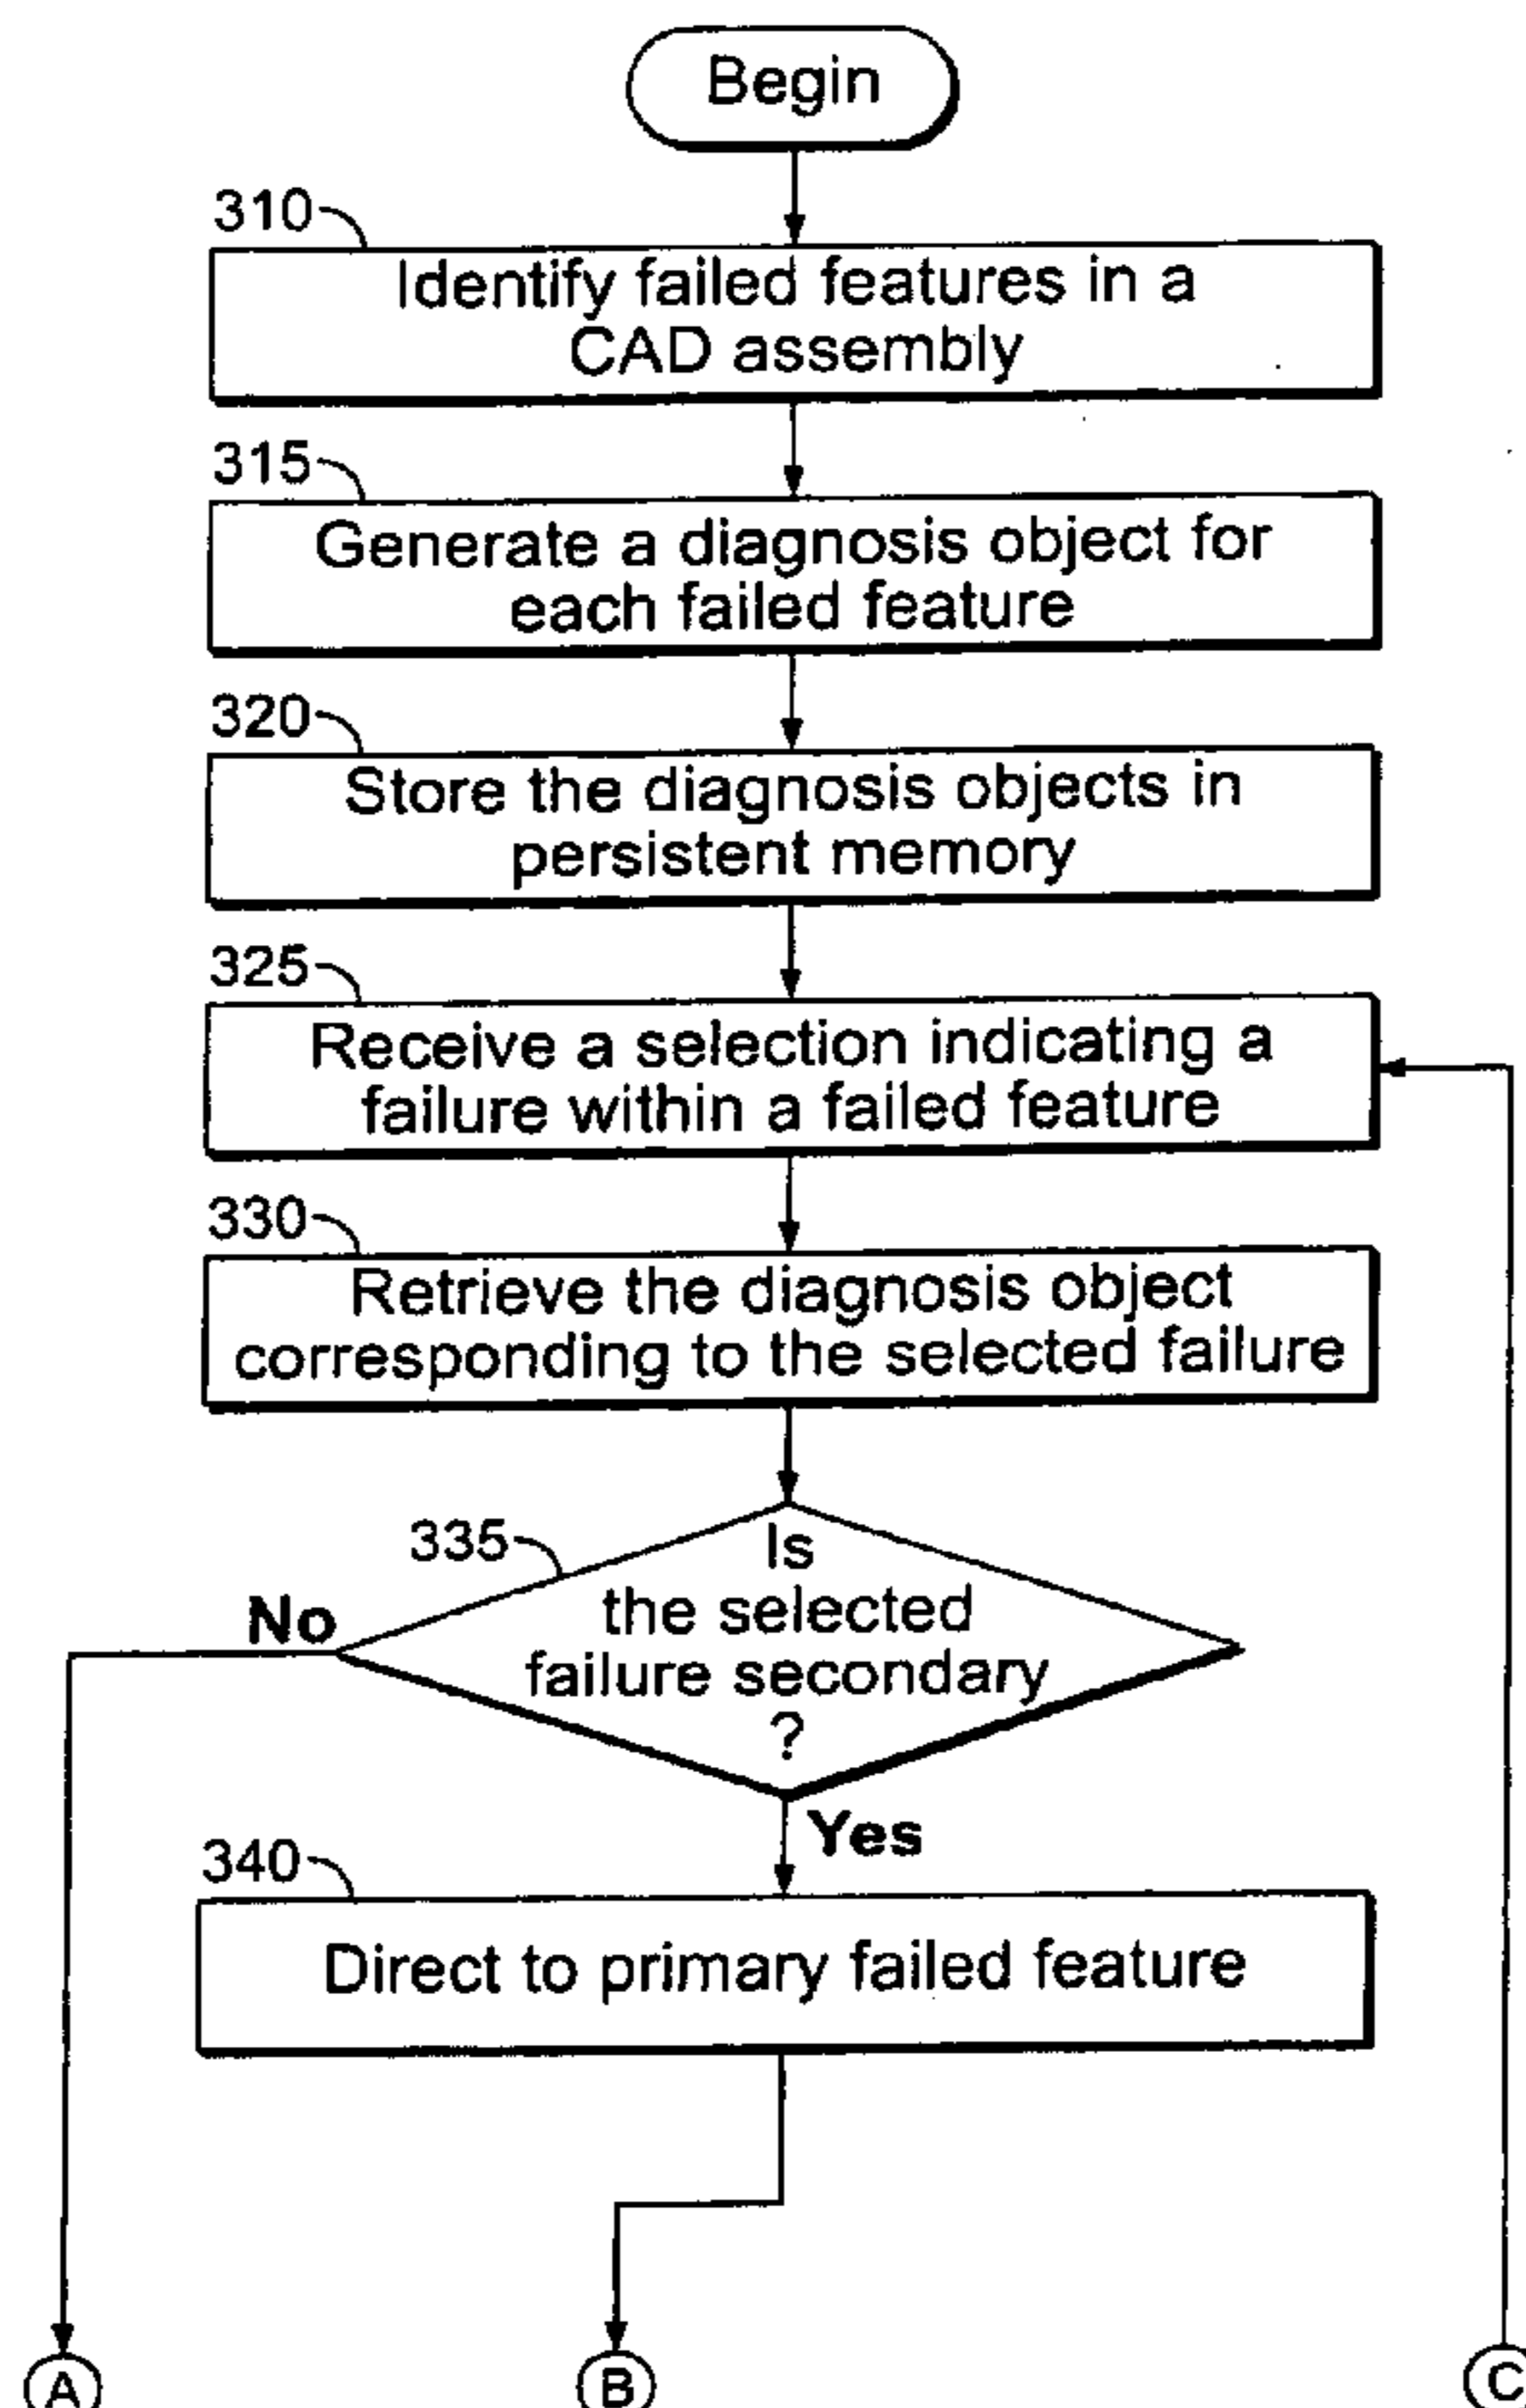 Begin
310
Identify failed features in a
CAD assembly
315
Generate a diagnosis object for
each failed feature
320
Store the diagnosis objects in
persistent memory
325
Receive a selection indicating a
failure within a failed feature
330
Retrieve the diagnosis object
corresponding to the selected failure
335
Is
the selected
failure secondary
?
No
Yes
340
Direct to primary failed feature
A
B
C